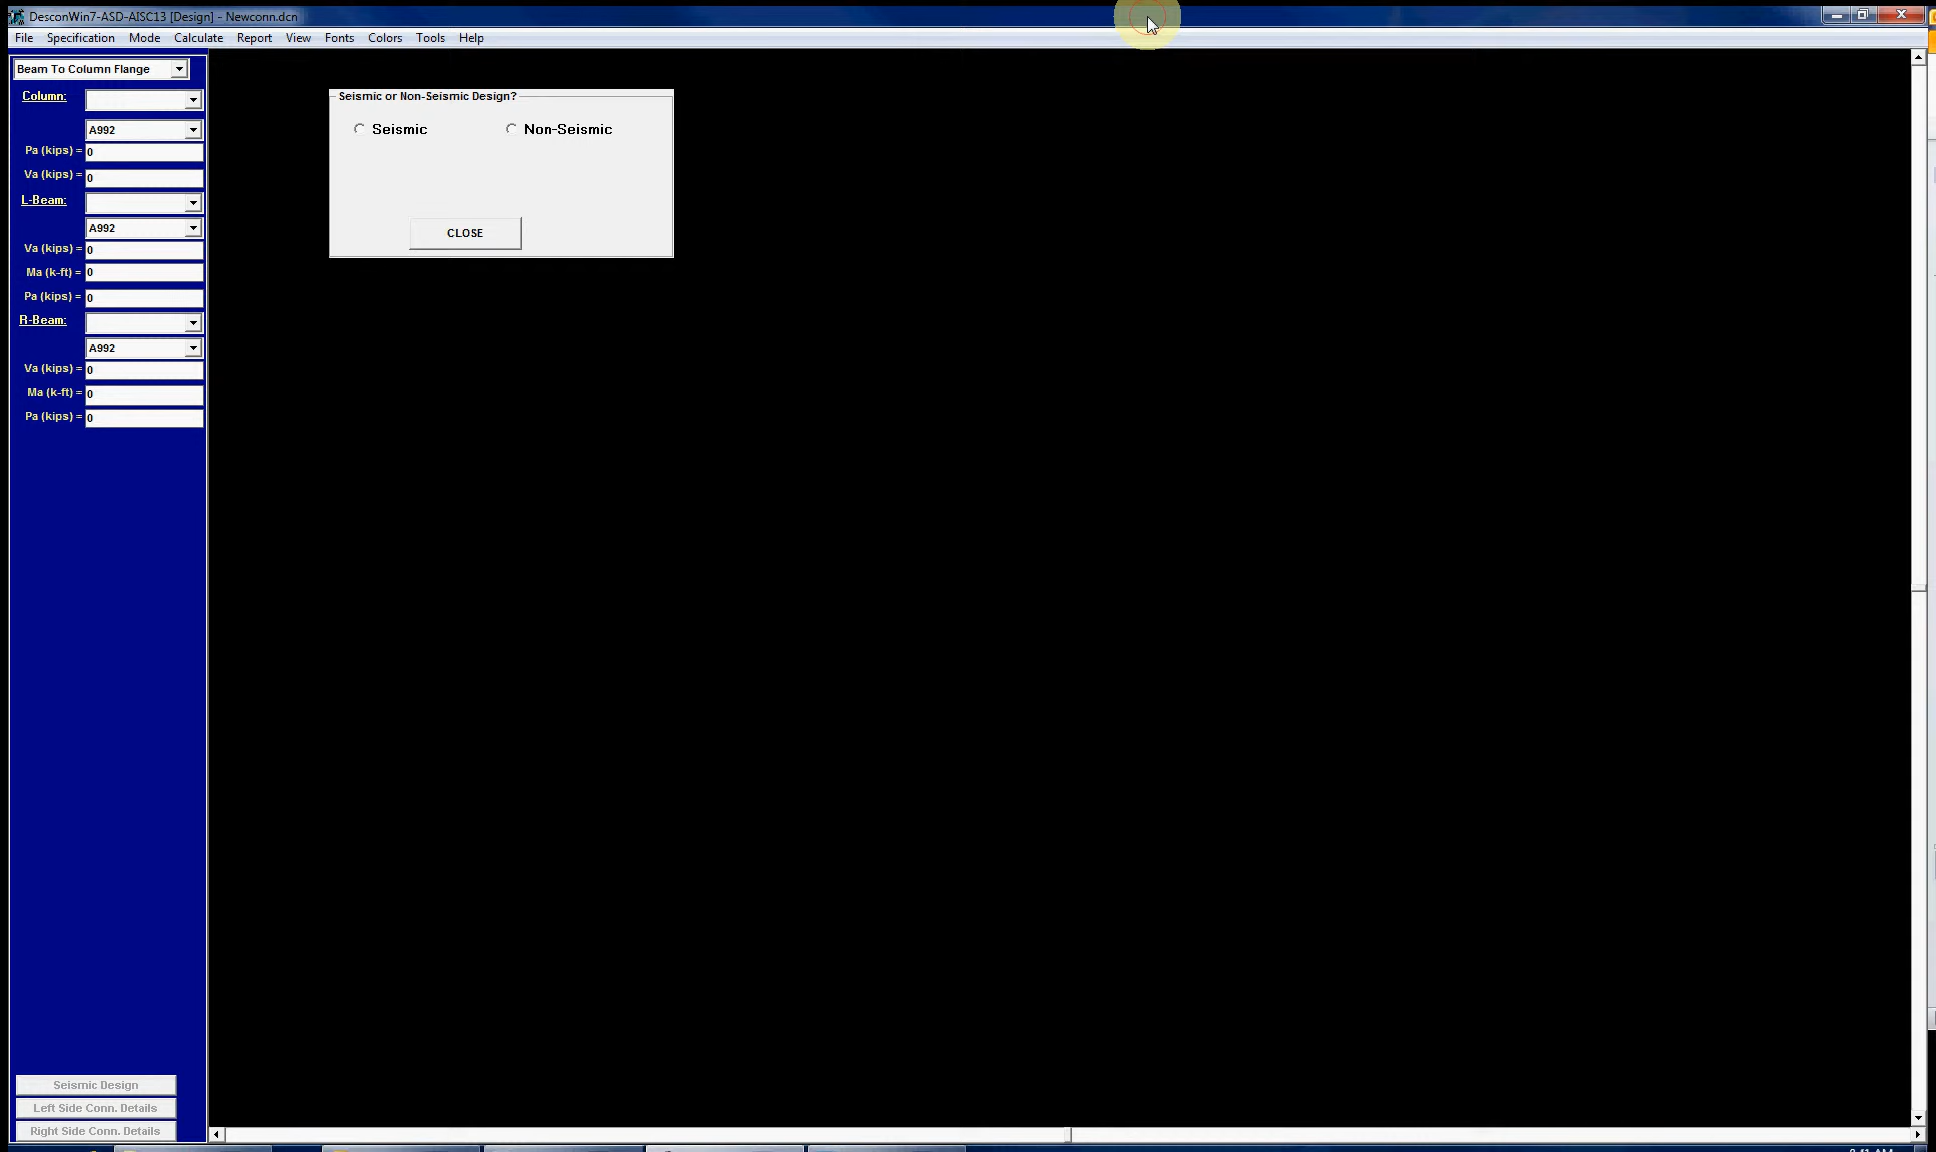 DesconWin7-ASD-AISC13 [Design] - Newconn.dcn
File Specification Mode Calculate Report View Fonts Colors Tools Help
Beam To Column Flange
Column:
A992
Pa (kips) = 0
Va (kips) = 0
L-Beam:
A992
Va (kips) = 0
Ma (k-ft) = 0
Pa (kips) = 0
R-Beam:
A992
Va (kips) = 0
Ma (k-ft) = 0
Pa (kips) = 0
Seismic Design
Left Side Conn. Details
Right Side Conn. Details
Seismic or Non-Seismic Design?
Seismic Non-Seismic
CLOSE